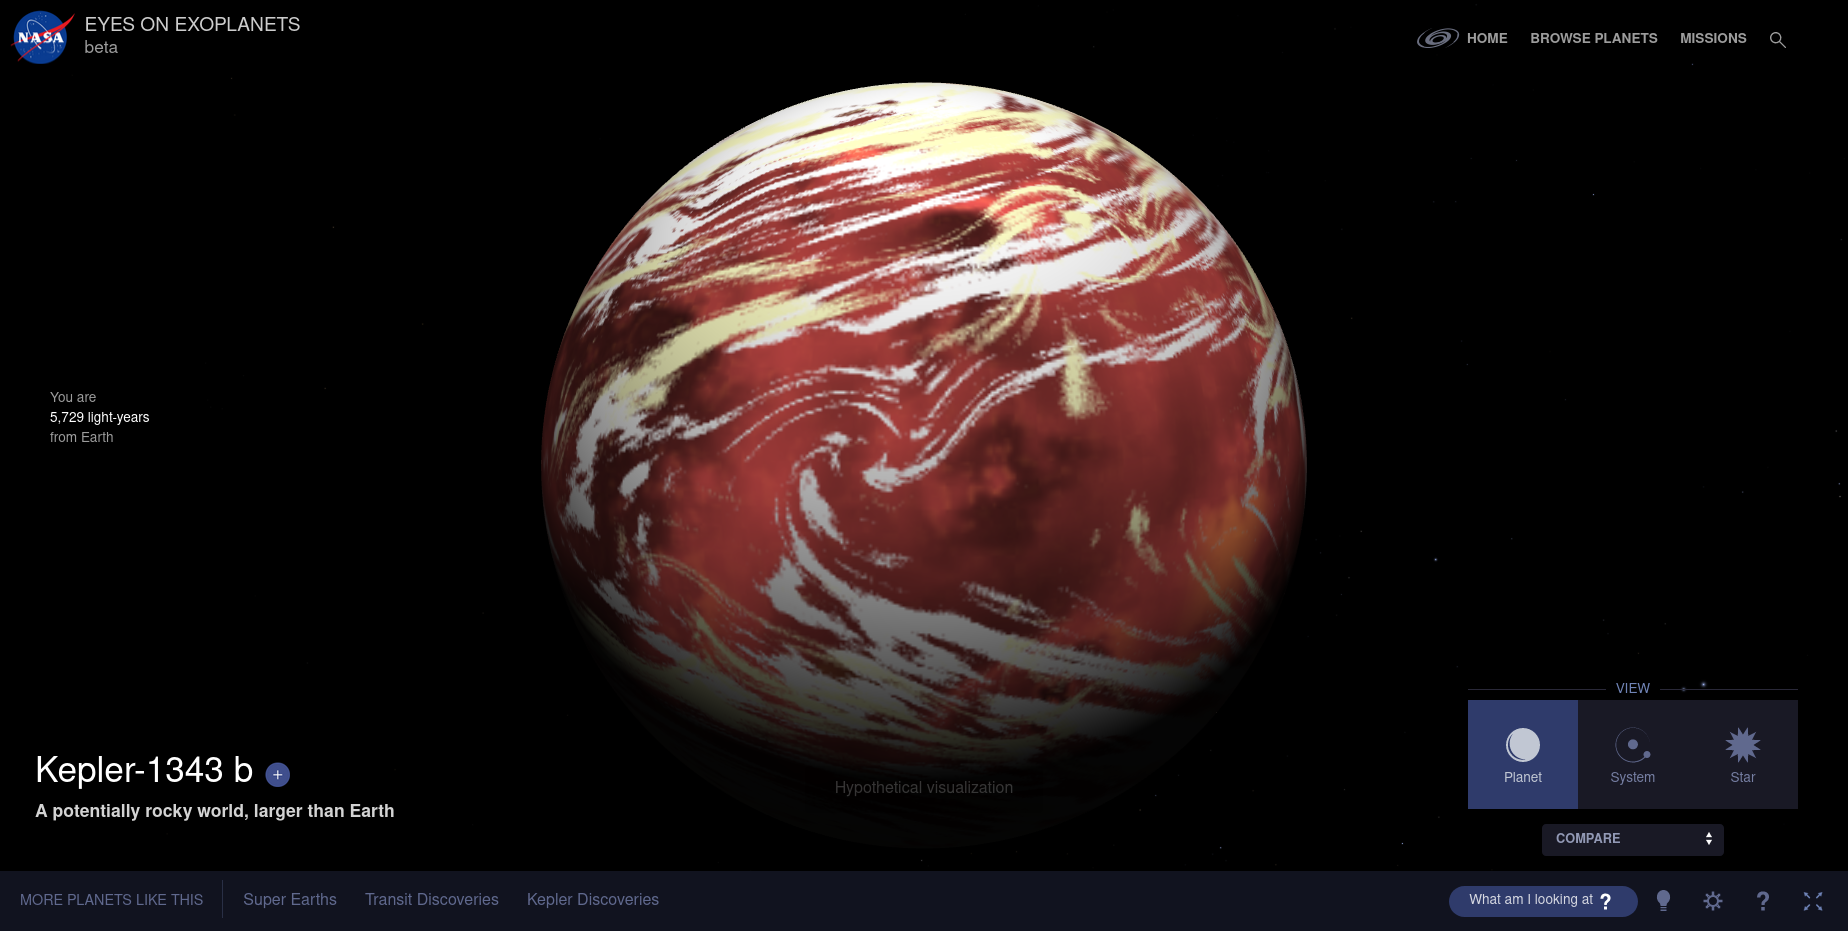 NASA
EYES ON EXOPLANETS
beta
HOME
BROWSE PLANETS
MISSIONS
You are
5,729 light-years
from Earth
VIEW
Planet
System
Star
COMPARE
Kepler-1343 b +
A potentially rocky world, larger than Earth
Hypothetical visualization
MORE PLANETS LIKE THIS
Super Earths
Transit Discoveries
Kepler Discoveries
What am I looking at ?
?